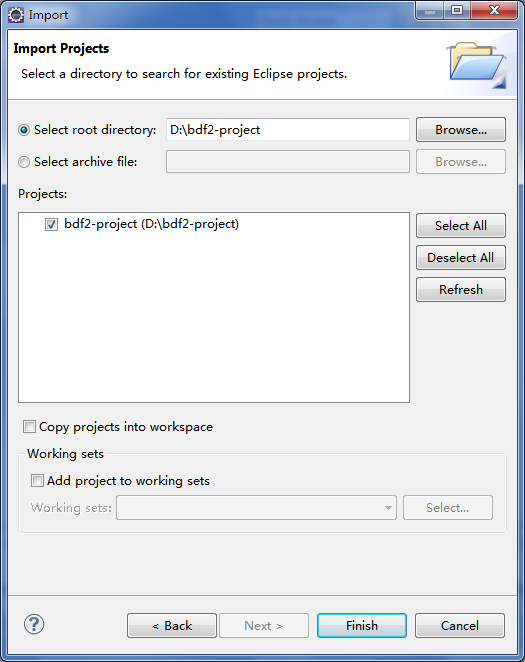 Import
Import Projects
Select a directory to search for existing Eclipse projects.
Select root directory: D:\bdf2-project Browse...
Select archive file: Browse...
Projects:
bdf2-project (D:\bdf2-project)
Select All
Deselect All
Refresh
Copy projects into workspace
Working sets
Add project to working sets
Working sets: Select...
? < Back Next > Finish Cancel